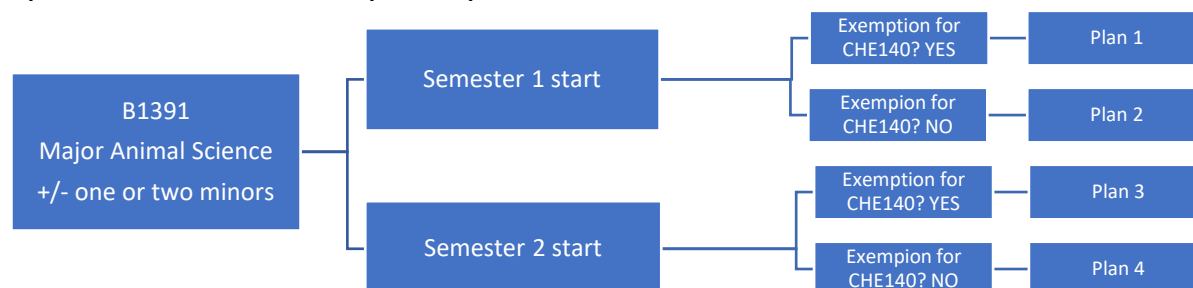 B1391
Major Animal Science
+/- one or two minors
Semester 1 start
Exemption for
CHE140? YES
Plan 1
Exempion for
CHE140? NO
Plan 2
Semester 2 start
Exemption for
CHE140? YES
Plan 3
Exempion for
CHE140? NO
Plan 4